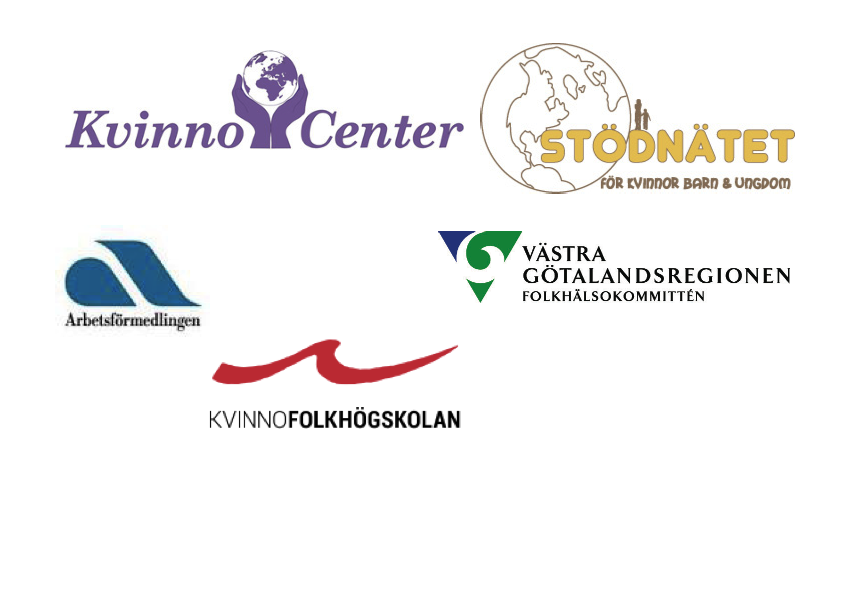 Kvinno Center
STÖDNÄTET
FÖR KVINNOR BARN & UNGDOM
Arbetsförmedlingen
VÄSTRA
GÖTALANDSREGIONEN
FOLKHÄLSOKOMMITTÉN
KVINNOFOLKHÖGSKOLAN